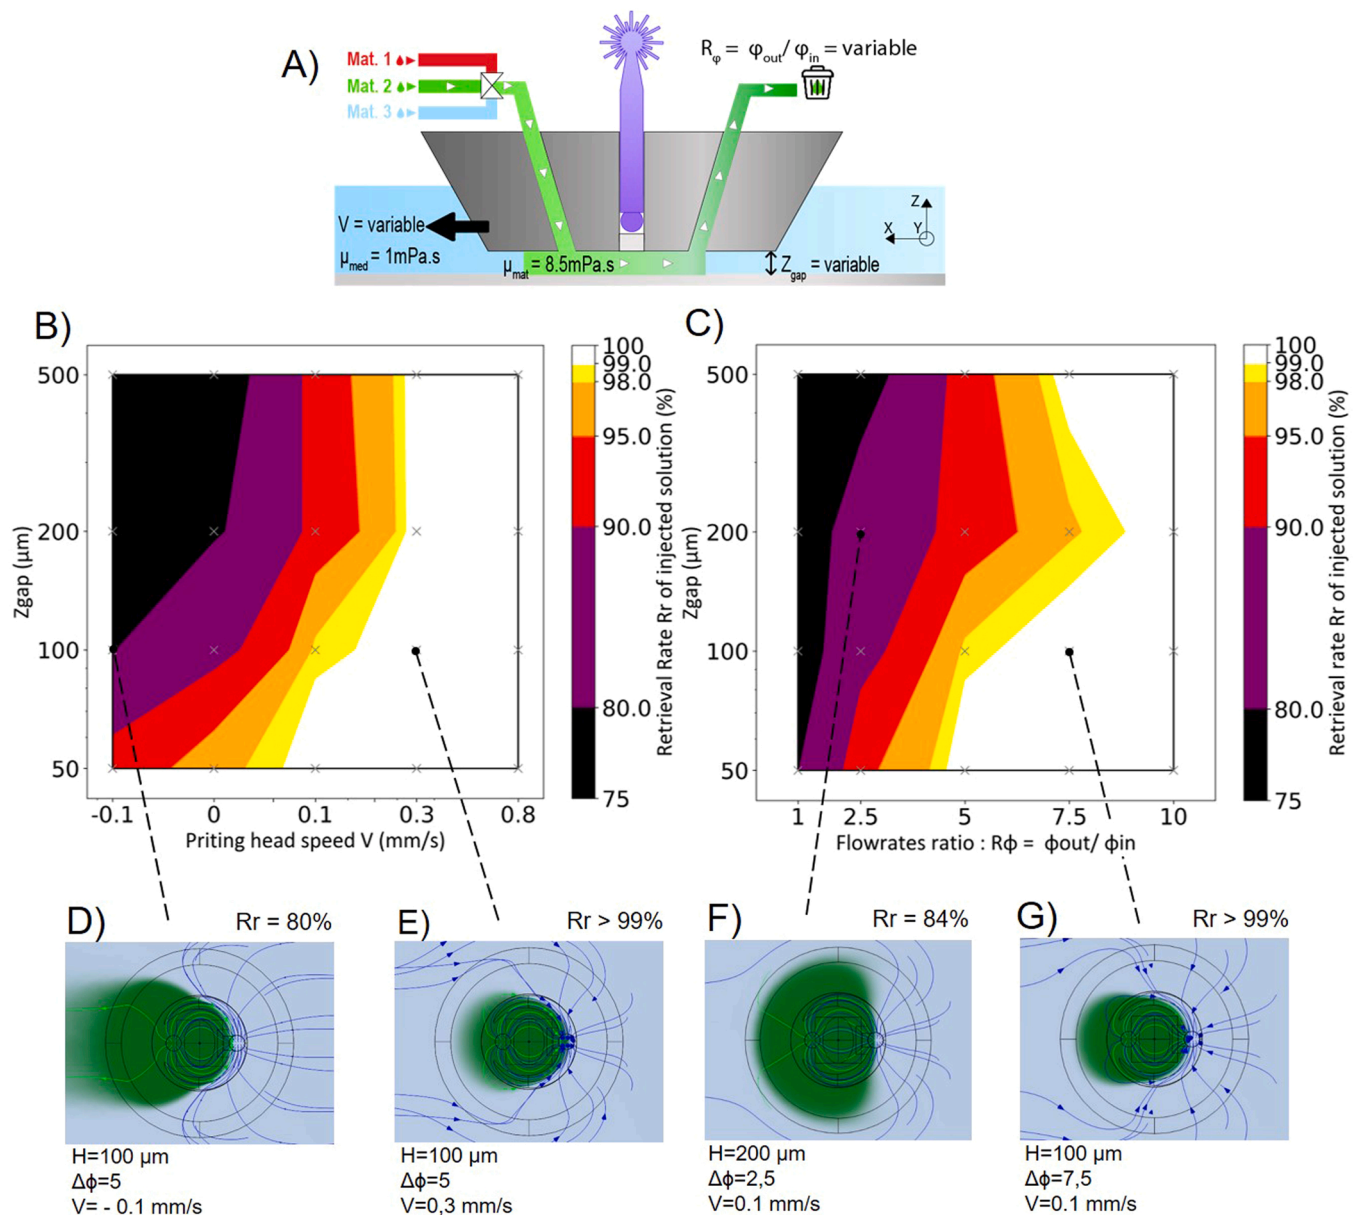 A)
Mat. 1
Mat. 2
Mat. 3
Rφ = φout/ φin = variable
V = variable
μmed = 1mPa.s
μmat = 8.5mPa.s
Zgap = variable
Z
X
Y
B)
500
200
100
50
Zgap (μm)
-0.1
0
0.1
0.3
0.8
Priting head speed V (mm/s)
100
99.0
98.0
95.0
90.0
80.0
75
Retrieval Rate Rr of injected solution (%)
C)
500
200
100
50
Zgap (μm)
1
2.5
5
7.5
10
Flowrates ratio : Rϕ = ϕout/ ϕin
100
99.0
98.0
95.0
90.0
80.0
75
Retrieval rate Rr of injected solution (%)
D)
Rr = 80%
H=100 μm
Δϕ=5
V= - 0.1 mm/s
E)
Rr > 99%
H=100 μm
Δϕ=5
V=0,3 mm/s
F)
Rr = 84%
H=200 μm
Δϕ=2,5
V=0.1 mm/s
G)
Rr > 99%
H=100 μm
Δϕ=7,5
V=0.1 mm/s